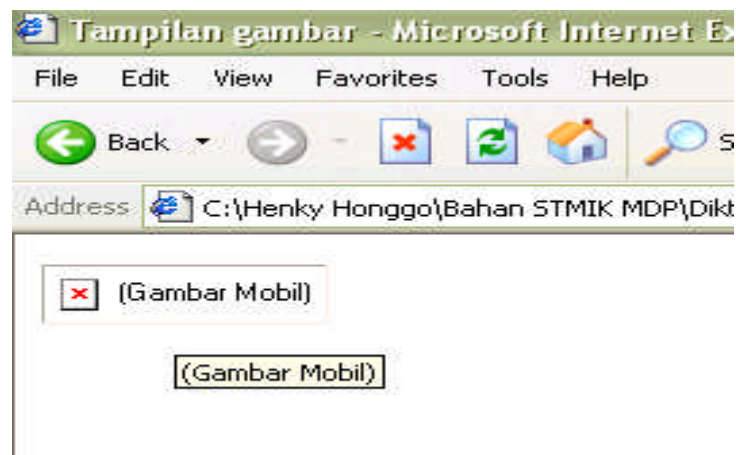 Tampilan gambar - Microsoft Internet Ex
File Edit View Favorites Tools Help
Back S
Address C:\Henky Honggo\Bahan STMIK MDP\Dikt
(Gambar Mobil)
(Gambar Mobil)